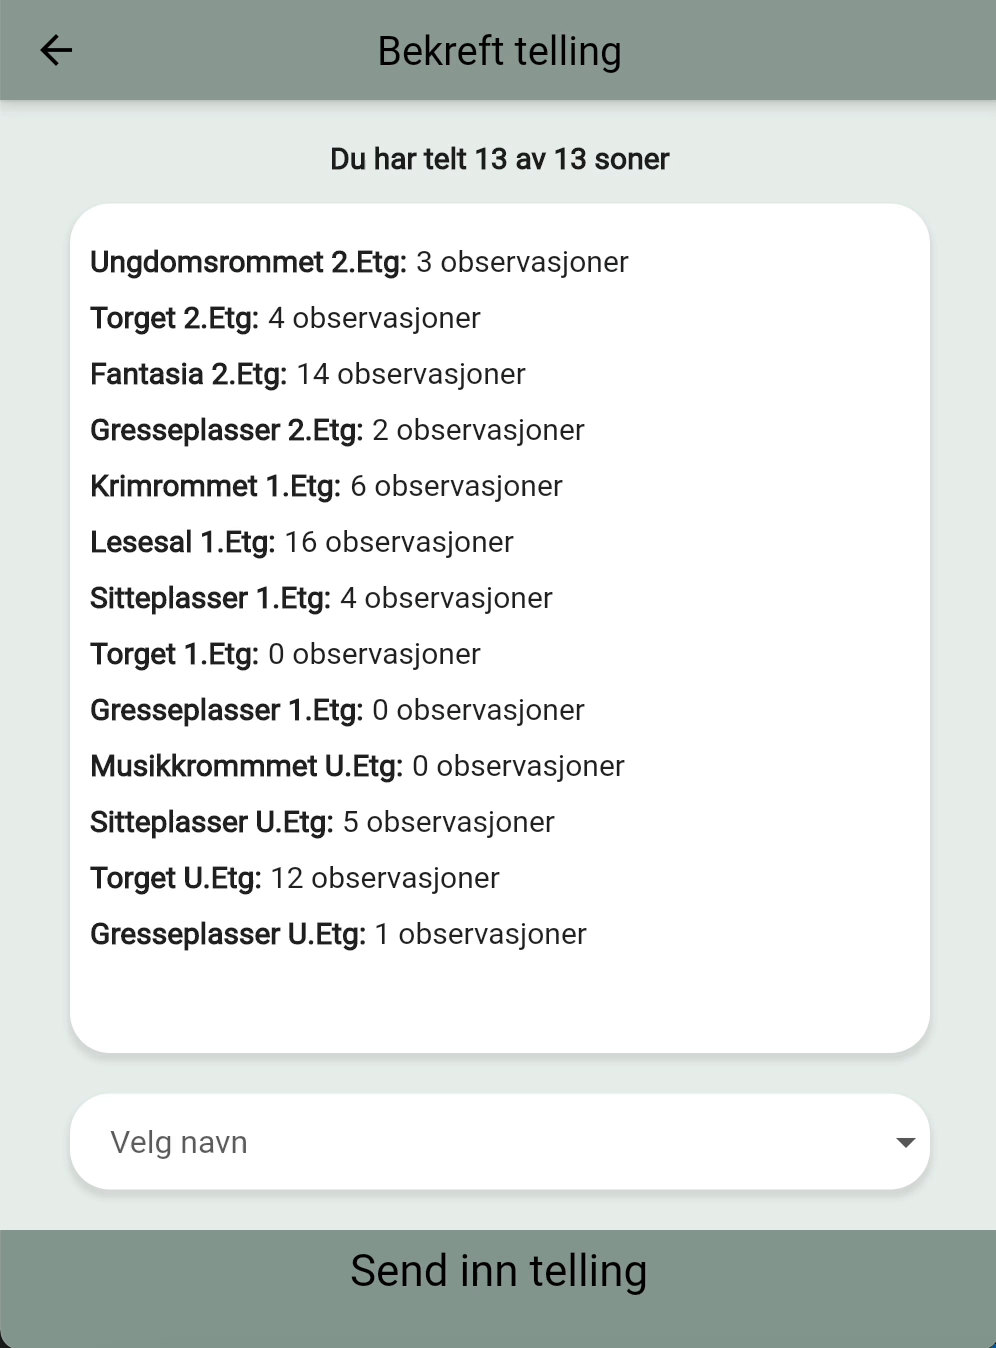 Bekreft telling
Du har telt 13 av 13 soner
Ungdomsrommet 2.Etg: 3 observasjoner
Torget 2.Etg: 4 observasjoner
Fantasia 2.Etg: 14 observasjoner
Gresseplasser 2.Etg: 2 observasjoner
Krimrommet 1.Etg: 6 observasjoner
Lesesal 1.Etg: 16 observasjoner
Sitteplasser 1.Etg: 4 observasjoner
Torget 1.Etg: 0 observasjoner
Gresseplasser 1.Etg: 0 observasjoner
Musikkrommmet U.Etg: 0 observasjoner
Sitteplasser U.Etg: 5 observasjoner
Torget U.Etg: 12 observasjoner
Gresseplasser U.Etg: 1 observasjoner
Velg navn
Send inn telling